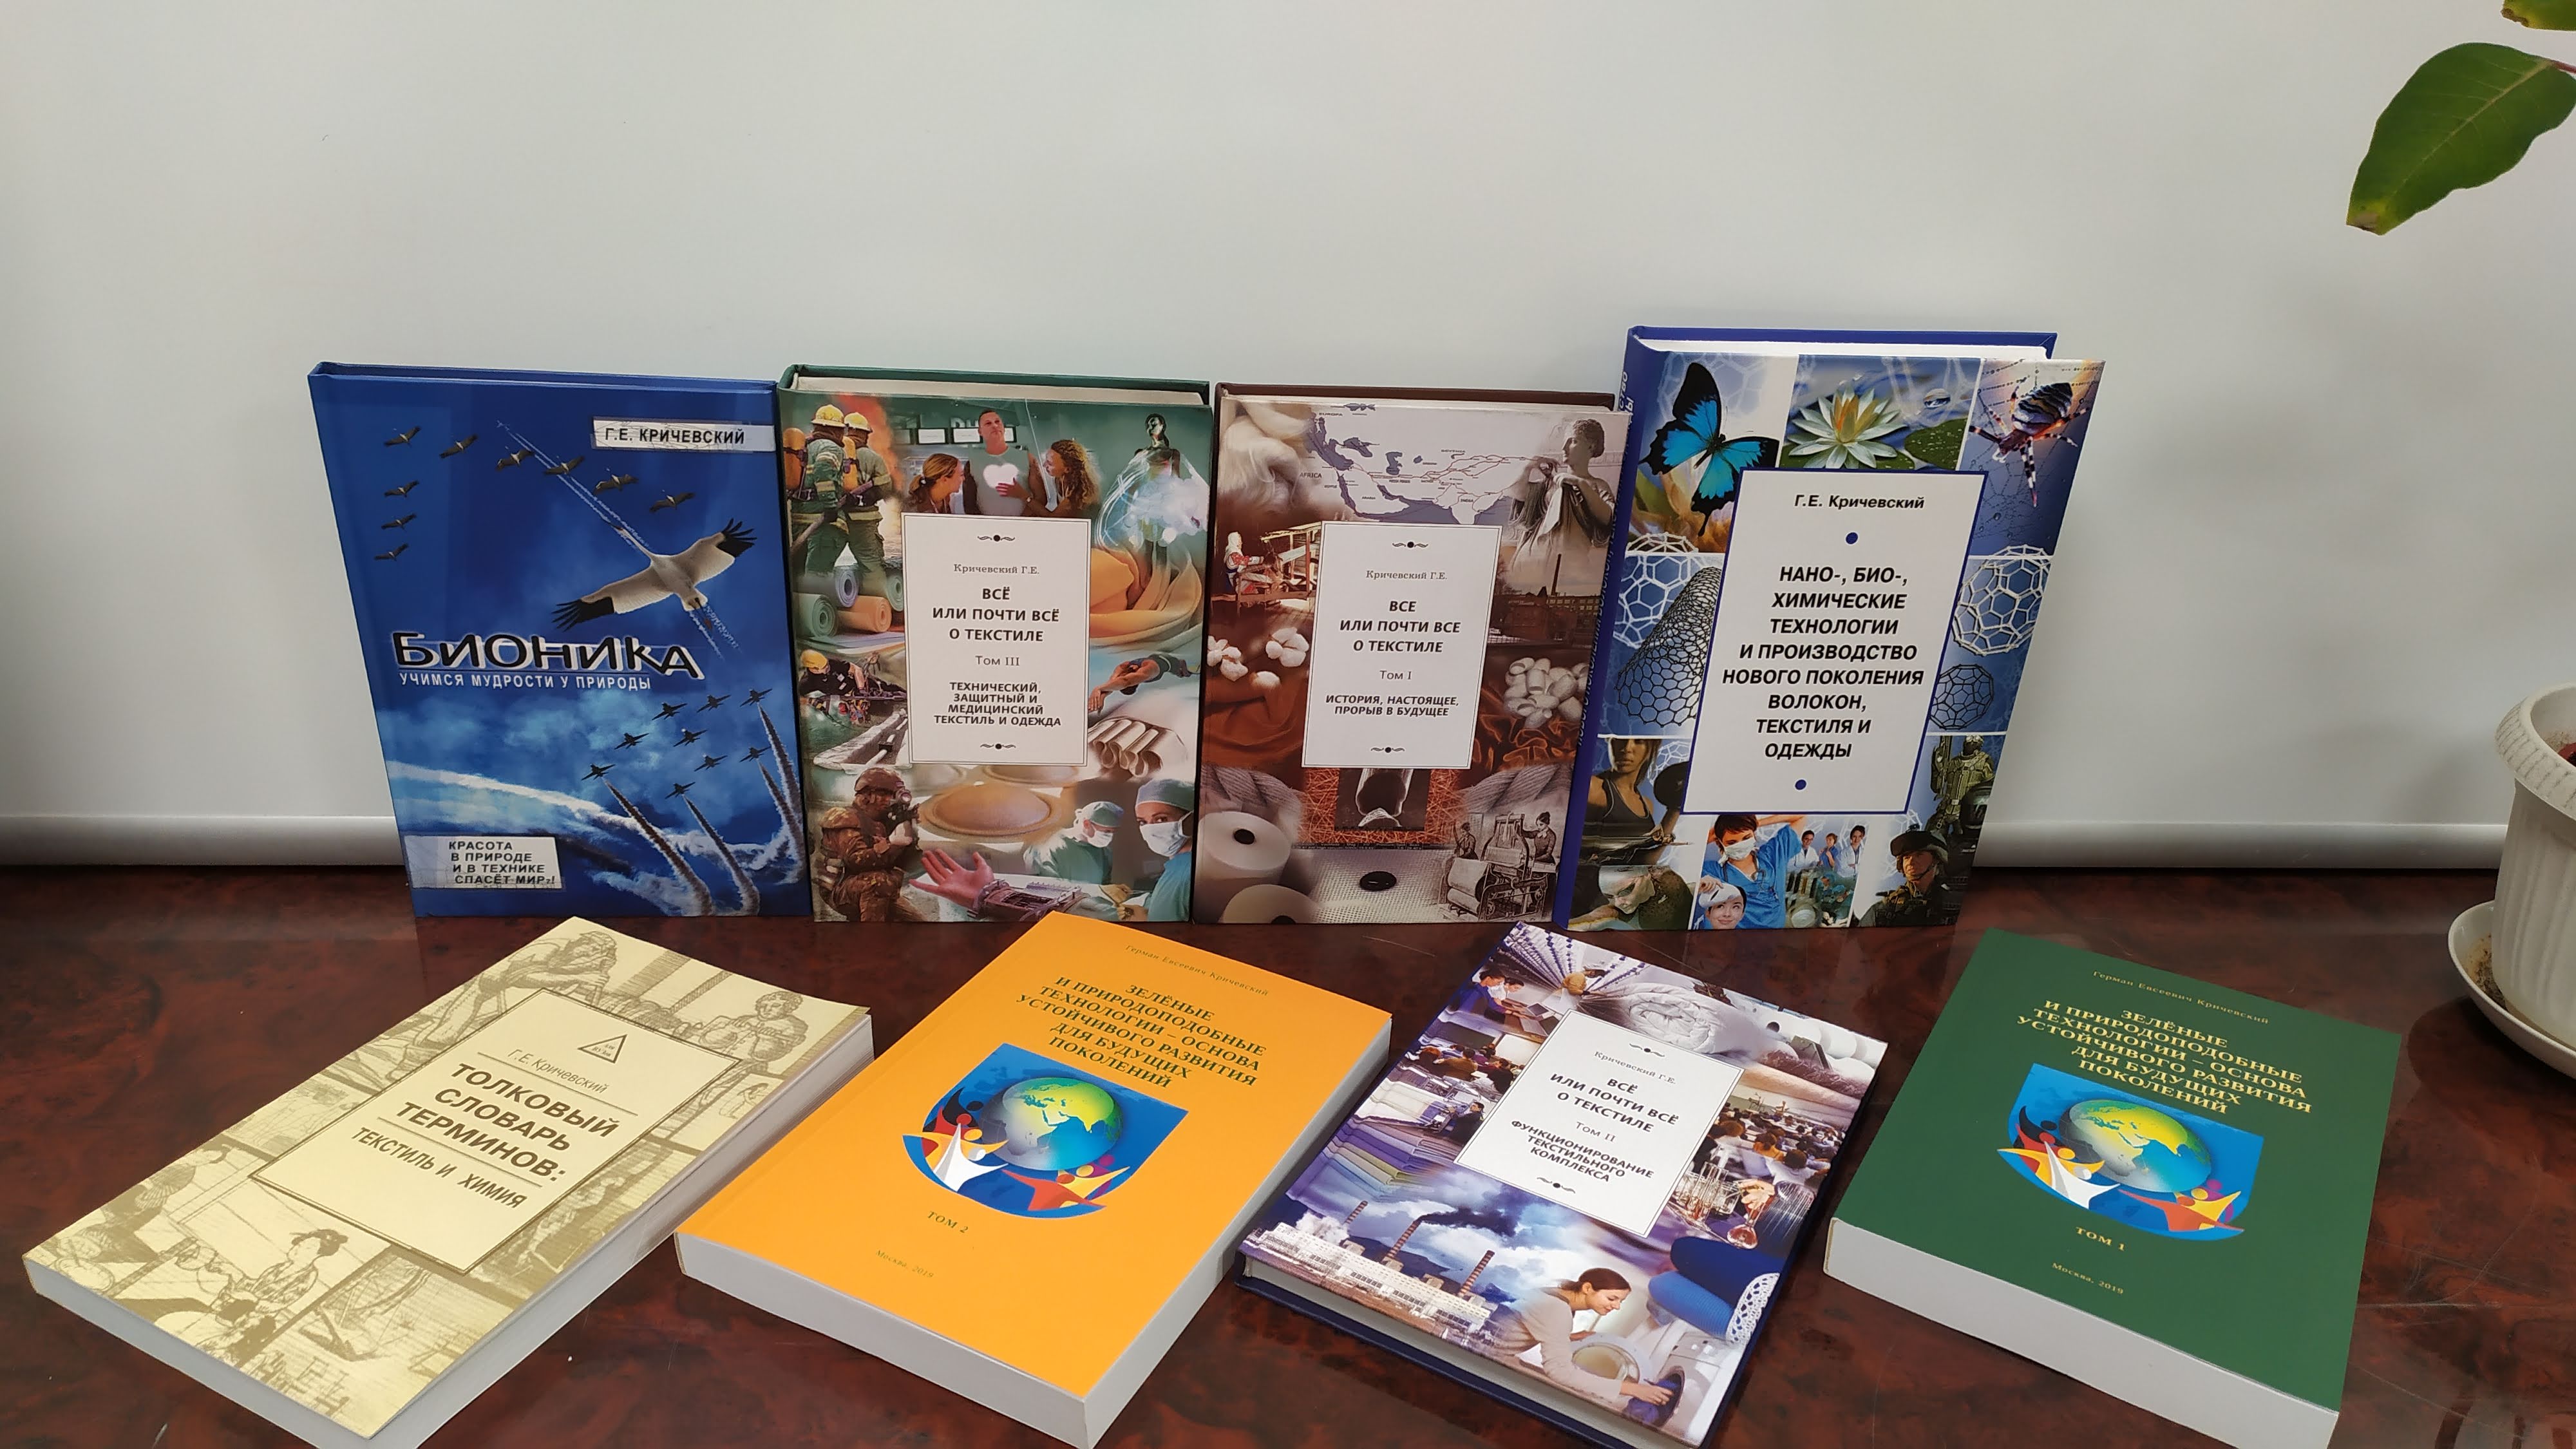 Г.Е. КРИЧЕВСКИЙ
БИОНИКА
УЧИМСЯ МУДРОСТИ У ПРИРОДЫ
КРАСОТА
В ПРИРОДЕ
И В ТЕХНИКЕ
СПАСЁТ МИР!
Кричевский Г.Е.
ВСЁ
ИЛИ ПОЧТИ ВСЁ
О ТЕКСТИЛЕ
Том III
ТЕХНИЧЕСКИЙ,
ЗАЩИТНЫЙ И
МЕДИЦИНСКИЙ
ТЕКСТИЛЬ И ОДЕЖДА
AFRICA
Кричевский Г.Е.
ВСЕ
ИЛИ ПОЧТИ ВСЕ
О ТЕКСТИЛЕ
Том I
ИСТОРИЯ, НАСТОЯЩЕЕ,
ПРОРЫВ В БУДУЩЕЕ
Г.Е. Кричевский
НАНО-, БИО-,
ХИМИЧЕСКИЕ
ТЕХНОЛОГИИ
И ПРОИЗВОДСТВО
НОВОГО ПОКОЛЕНИЯ
ВОЛОКОН,
ТЕКСТИЛЯ И
ОДЕЖДЫ
Г.Е. Кричевский
ТОЛКОВЫЙ
СЛОВАРЬ
ТЕРМИНОВ:
ТЕКСТИЛЬ И ХИМИЯ
Герман Евсеевич Кричевский
ЗЕЛЁНЫЕ
И ПРИРОДОПОДОБНЫЕ
ТЕХНОЛОГИИ – ОСНОВА
УСТОЙЧИВОГО РАЗВИТИЯ
ДЛЯ БУДУЩИХ
ПОКОЛЕНИЙ
ТОМ 2
Москва, 2019
Кричевский Г.Е.
ВСЁ
ИЛИ ПОЧТИ ВСЁ
О ТЕКСТИЛЕ
Том II
ФУНКЦИОНИРОВАНИЕ
ТЕКСТИЛЬНОГО
КОМПЛЕКСА
Герман Евсеевич Кричевский
ЗЕЛЁНЫЕ
И ПРИРОДОПОДОБНЫЕ
ТЕХНОЛОГИИ – ОСНОВА
УСТОЙЧИВОГО РАЗВИТИЯ
ДЛЯ БУДУЩИХ
ПОКОЛЕНИЙ
ТОМ 1
Москва, 2019